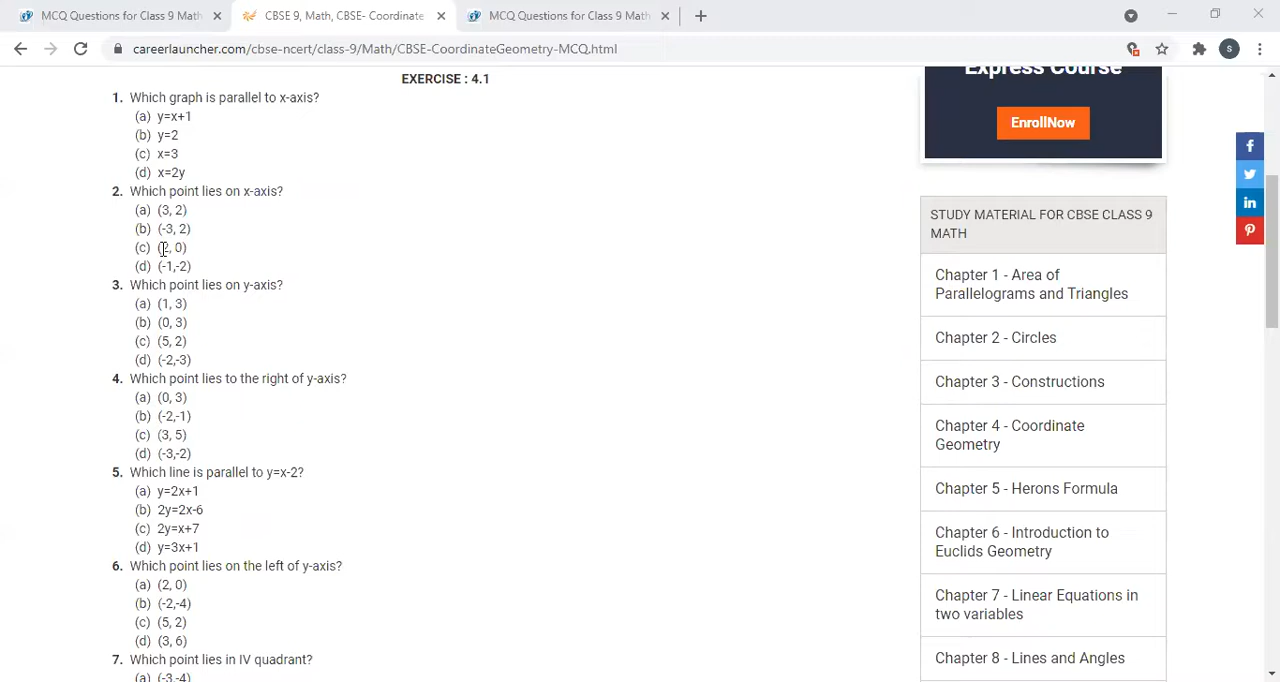 MCQ Questions for Class 9 Math
CBSE 9, Math, CBSE- Coordinate
MCQ Questions for Class 9 Math
careerlauncher.com/cbse-ncert/class-9/Math/CBSE-CoordinateGeometry-MCQ.html
S
EXERCISE : 4.1
1. Which graph is parallel to x-axis?
(a) y=x+1
(b) y=2
(c) x=3
(d) x=2y
2. Which point lies on x-axis?
(a) (3, 2)
(b) (-3, 2)
(c) (2, 0)
(d) (-1,-2)
3. Which point lies on y-axis?
(a) (1, 3)
(b) (0, 3)
(c) (5, 2)
(d) (-2,-3)
4. Which point lies to the right of y-axis?
(a) (0, 3)
(b) (-2,-1)
(c) (3, 5)
(d) (-3,-2)
5. Which line is parallel to y=x-2?
(a) y=2x+1
(b) 2y=2x-6
(c) 2y=x+7
(d) y=3x+1
6. Which point lies on the left of y-axis?
(a) (2, 0)
(b) (-2,-4)
(c) (5, 2)
(d) (3, 6)
7. Which point lies in IV quadrant?
(a) (-3,-4)
Express Course
EnrollNow
STUDY MATERIAL FOR CBSE CLASS 9
MATH
Chapter 1 - Area of
Parallelograms and Triangles
Chapter 2 - Circles
Chapter 3 - Constructions
Chapter 4 - Coordinate
Geometry
Chapter 5 - Herons Formula
Chapter 6 - Introduction to
Euclids Geometry
Chapter 7 - Linear Equations in
two variables
Chapter 8 - Lines and Angles